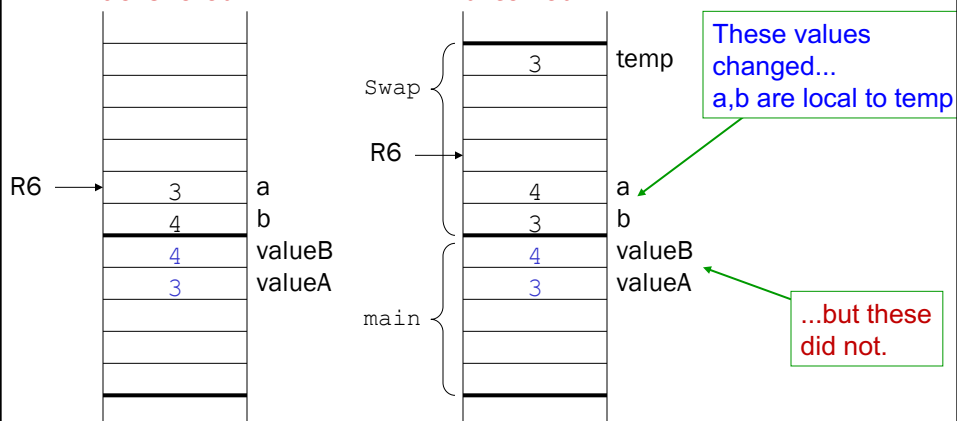 These values
changed...
a,b are local to temp
3 temp
Swap
R6
R6
3 a
4 b
4 valueB
3 valueA
4 a
3 b
4 valueB
3 valueA
main
...but these
did not.